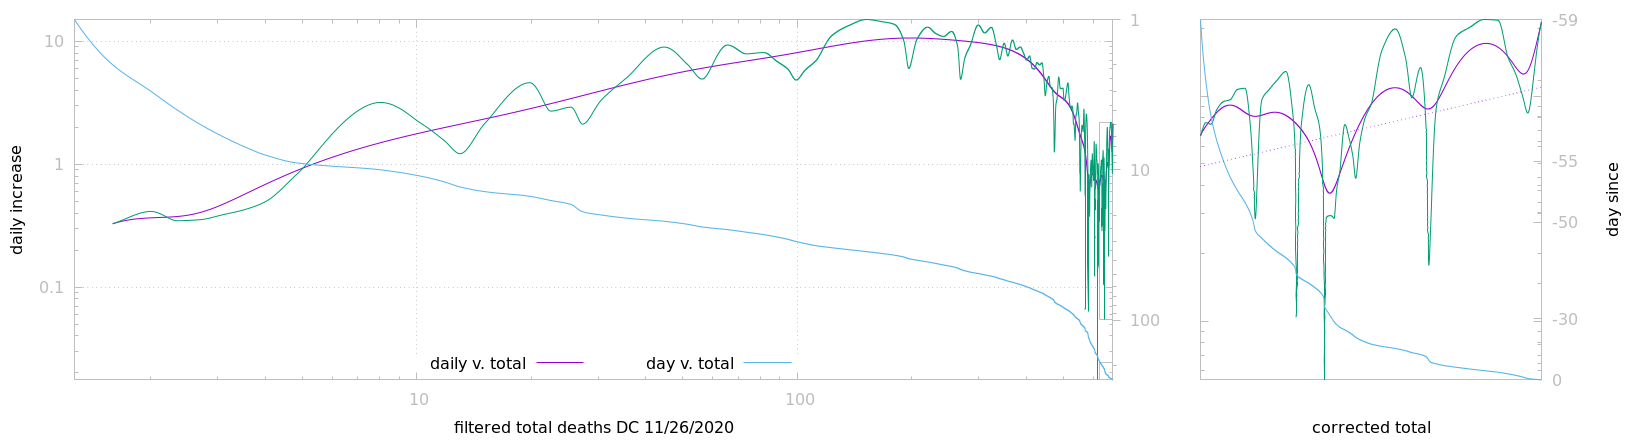 daily increase
10
1
0.1
10
100
filtered total deaths DC 11/26/2020
daily v. total
day v. total
1
10
100
-59
-55
-50
-30
0
day since
corrected total